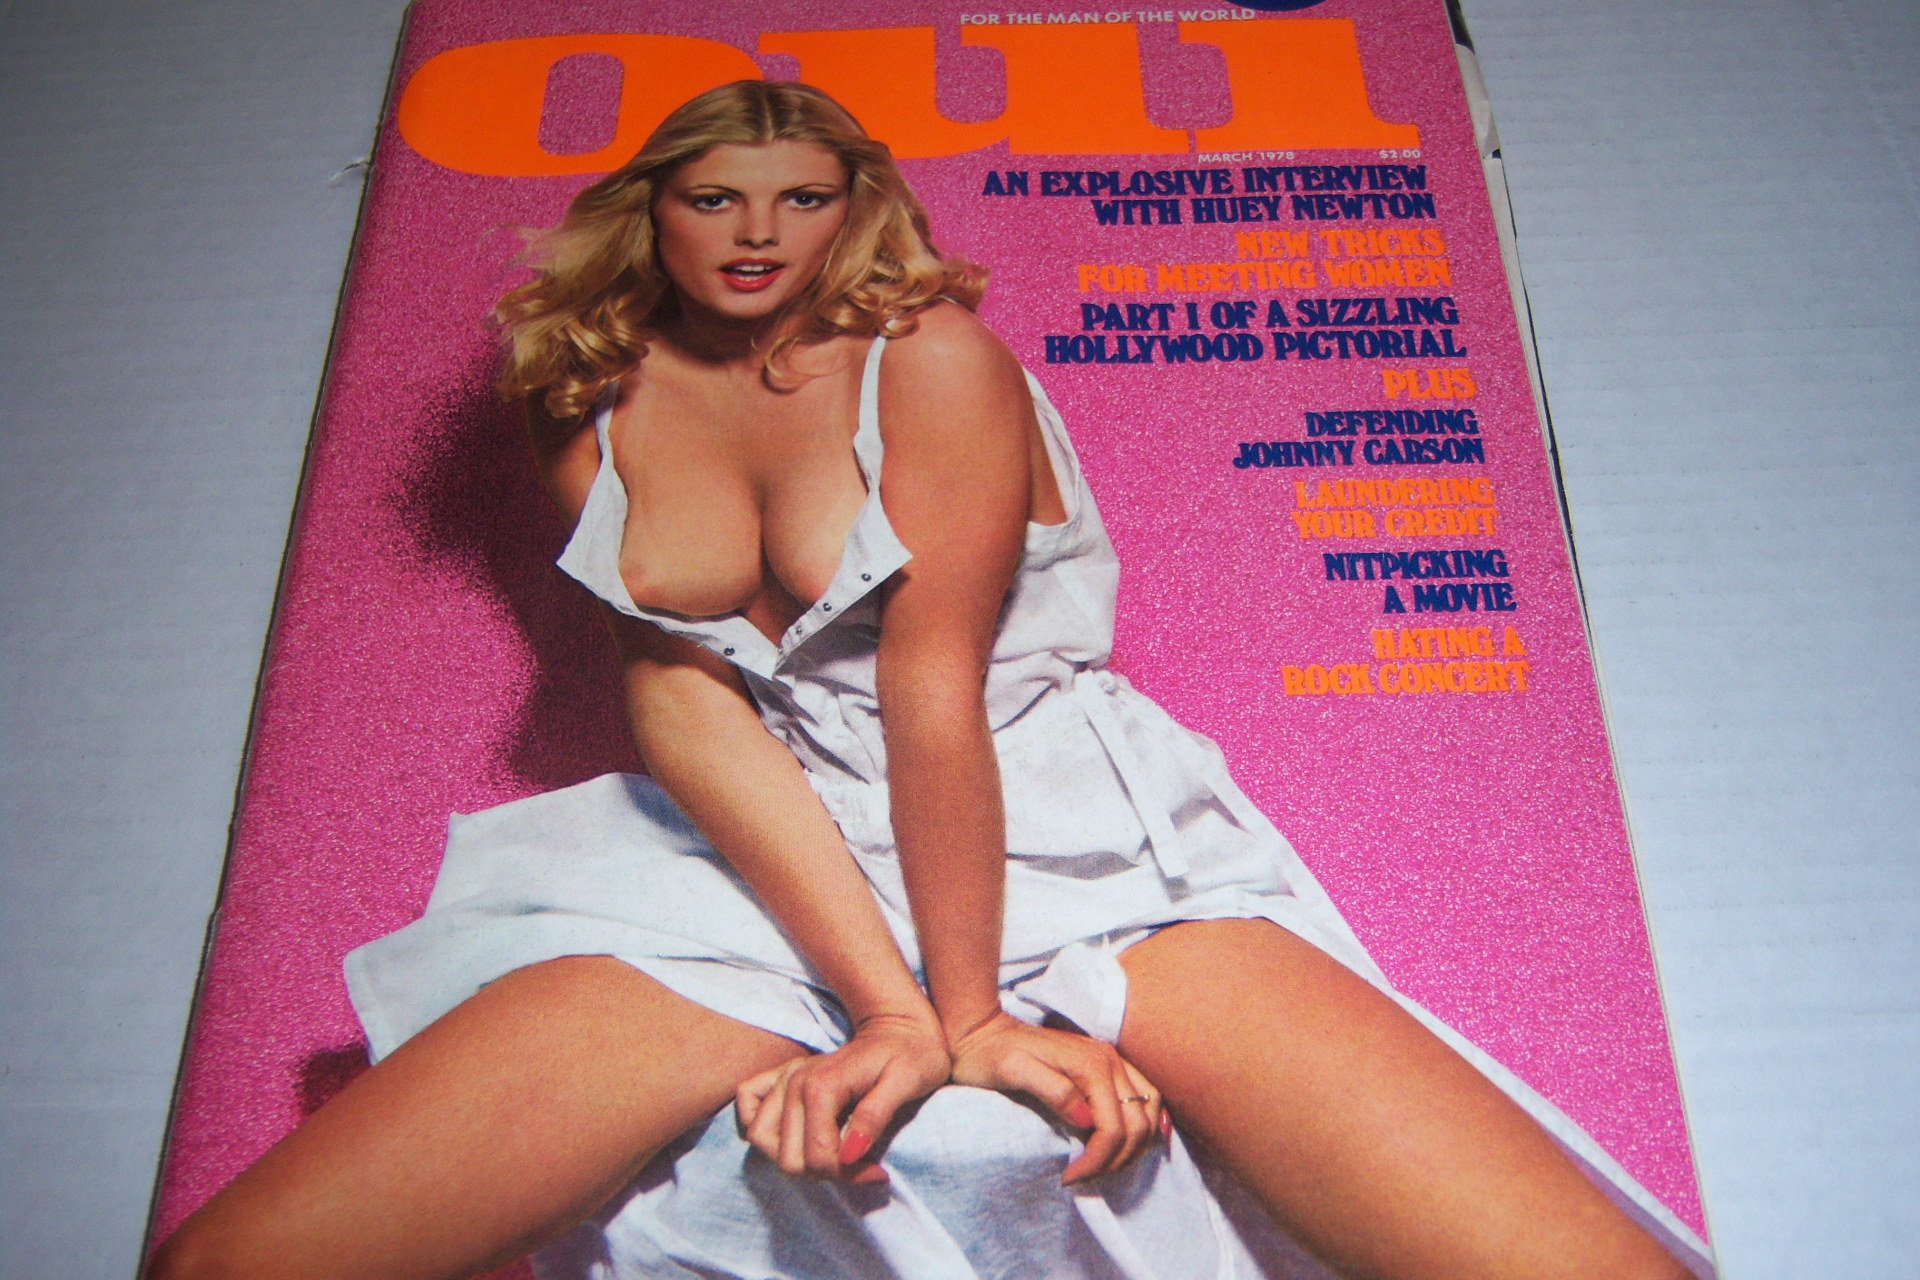 FOR THE MAN OF THE WORLD
oui
MARCH 1978
$2.00
AN EXPLOSIVE INTERVIEW
WITH HUEY NEWTON
NEW TRICKS
FOR MEETING WOMEN
PART 1 OF A SIZZLING
HOLLYWOOD PICTORIAL
PLUS
DEFENDING
JOHNNY CARSON
LAUNDERING
YOUR CREDIT
NITPICKING
A MOVIE
HATING A
ROCK CONCERT